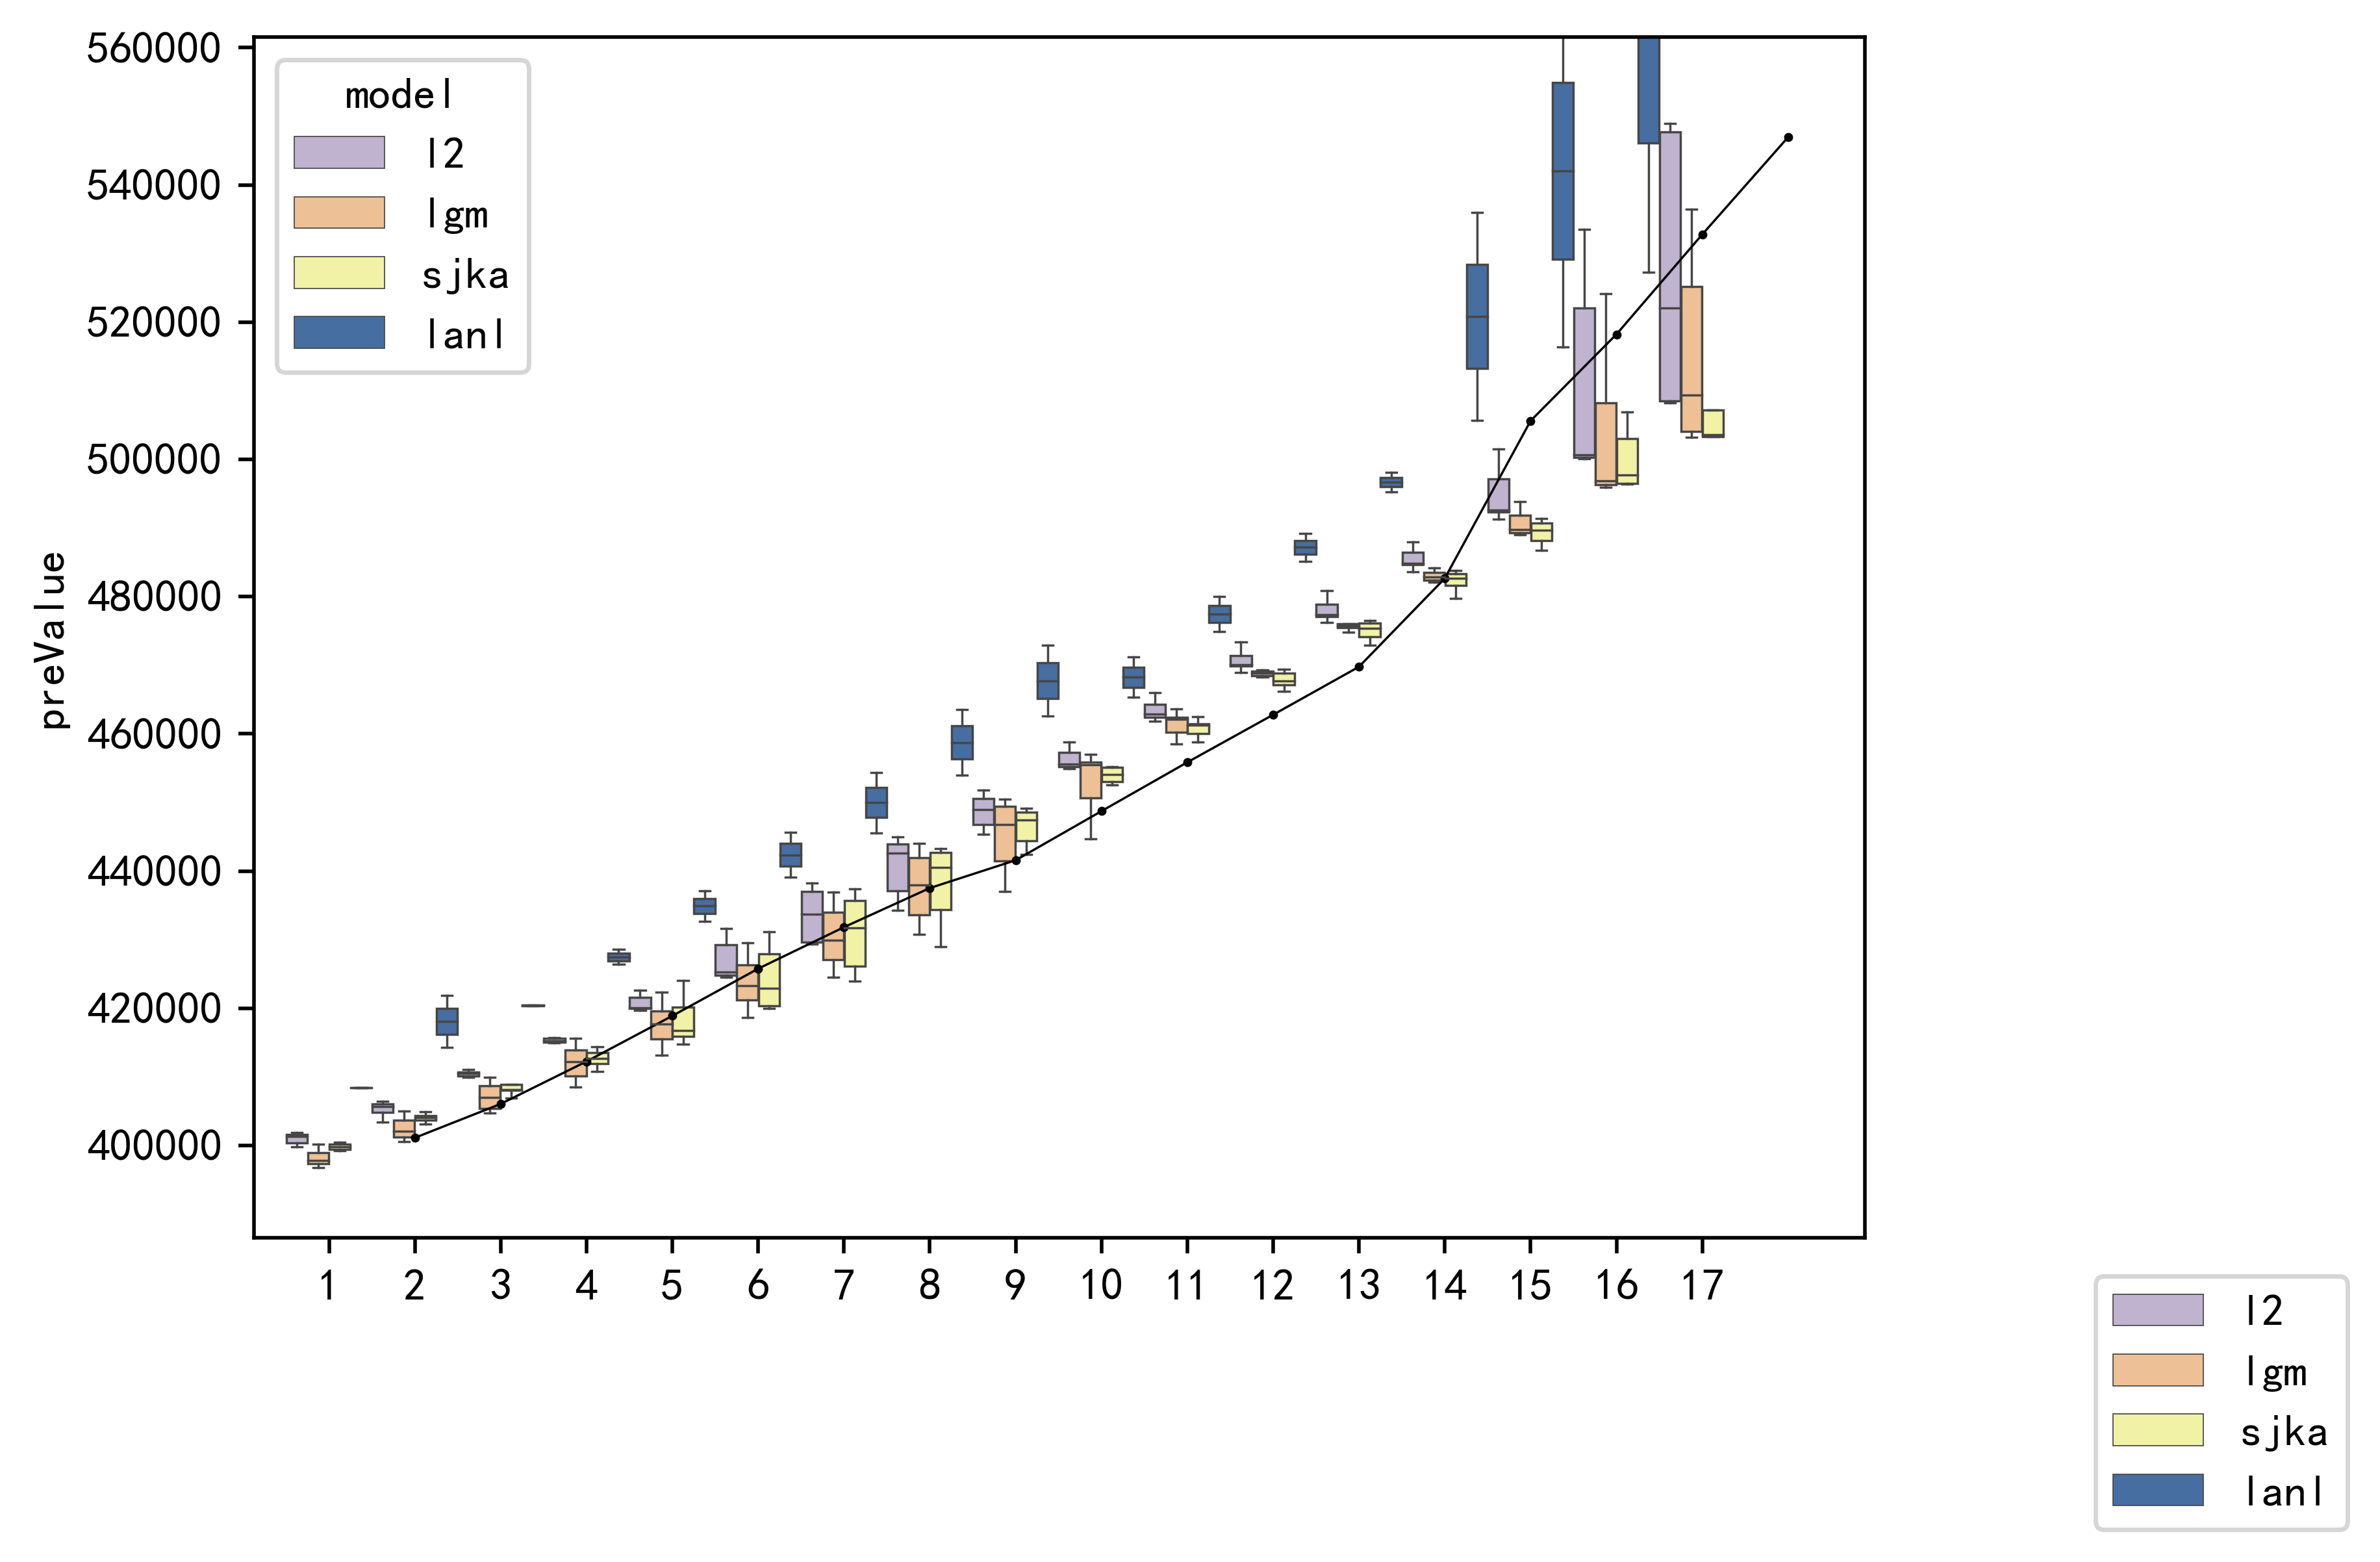 preValue
560000
540000
520000
500000
480000
460000
440000
420000
400000
model
l2
lgm
sjka
lanl
1 2 3 4 5 6 7 8 9 10 11 12 13 14 15 16 17
l2
lgm
sjka
lanl